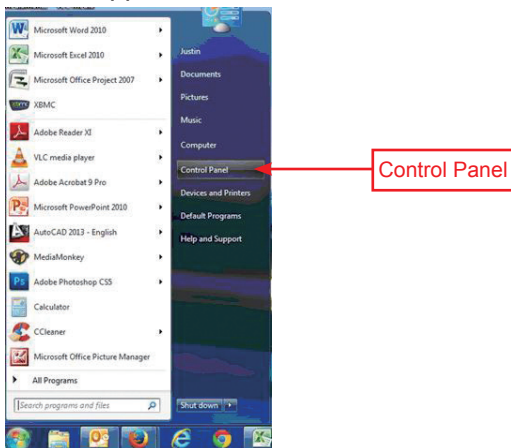 Microsoft Word 2010
Microsoft Excel 2010
Microsoft Office Project 2007
XBMC
Adobe Reader XI
VLC media player
Adobe Acrobat 9 Pro
Microsoft PowerPoint 2010
AutoCAD 2013 - English
MediaMonkey
Adobe Photoshop CS5
Calculator
CCleaner
Microsoft Office Picture Manager
All Programs
Search programs and files
Justin
Documents
Pictures
Music
Computer
Control Panel
Devices and Printers
Default Programs
Help and Support
Shut down
Control Panel